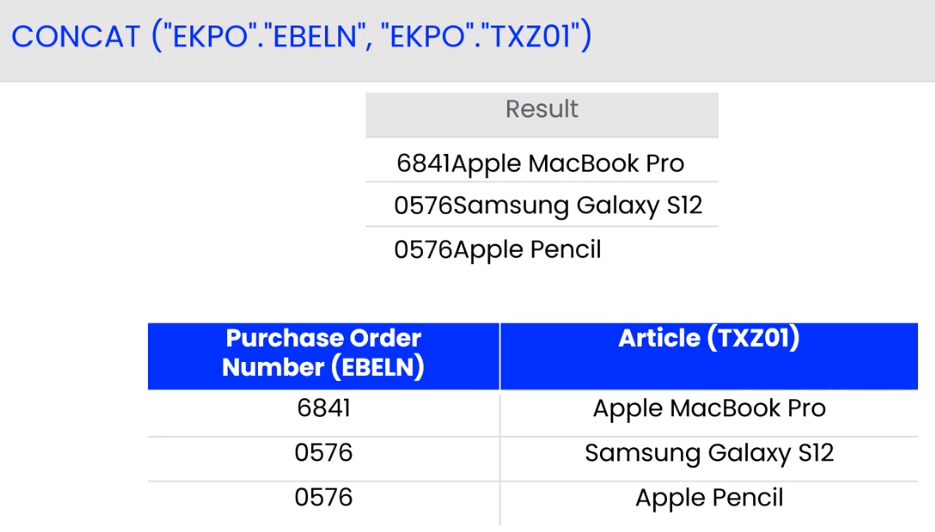 CONCAT ("EKPO"."EBELN", "EKPO"."TXZ01")
Result
6841Apple MacBook Pro
0576Samsung Galaxy S12
0576Apple Pencil
Purchase Order Number (EBELN) Article (TXZ01)
6841 Apple MacBook Pro
0576 Samsung Galaxy S12
0576 Apple Pencil